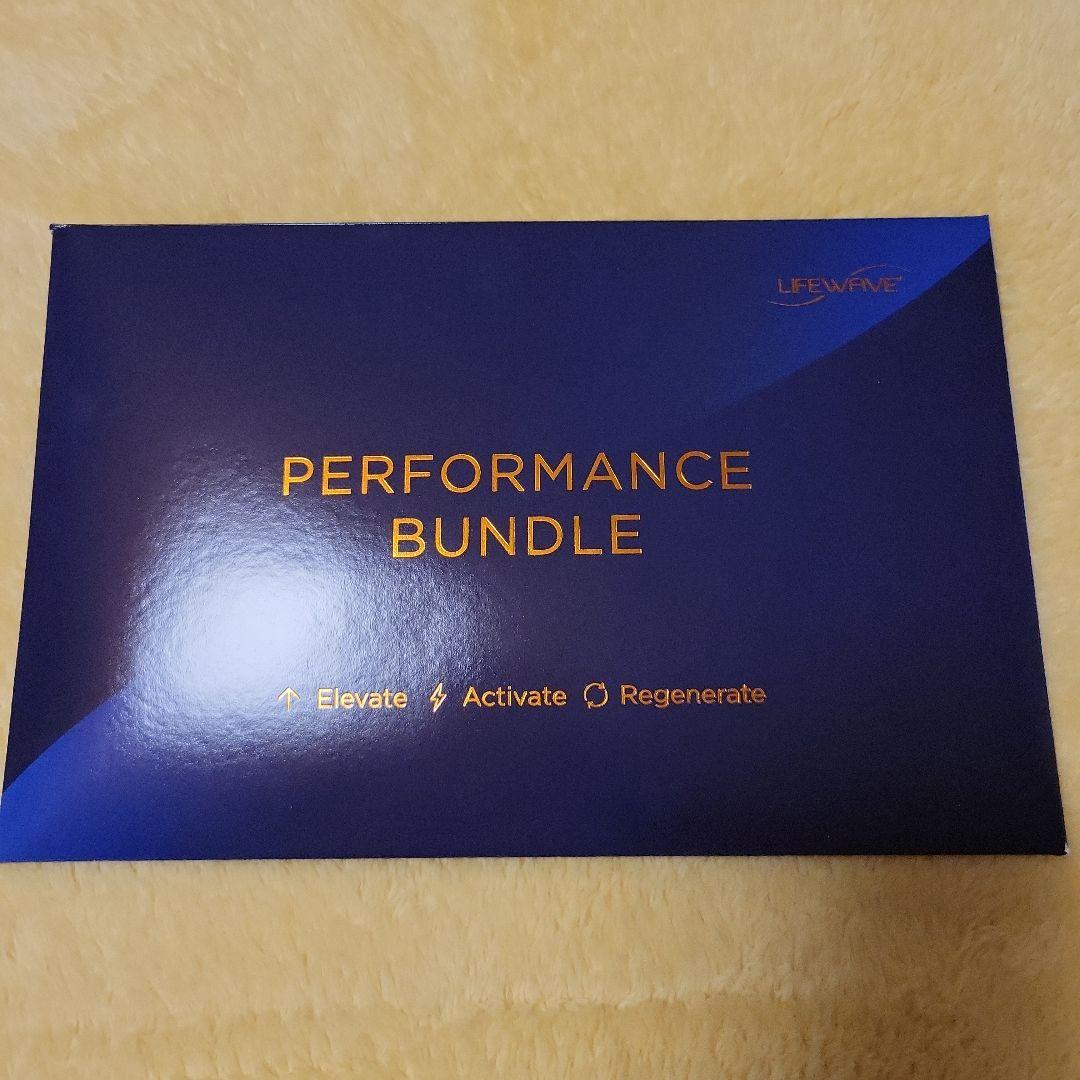 LIFEWAVE
PERFORMANCE
BUNDLE
Elevate Activate Regenerate